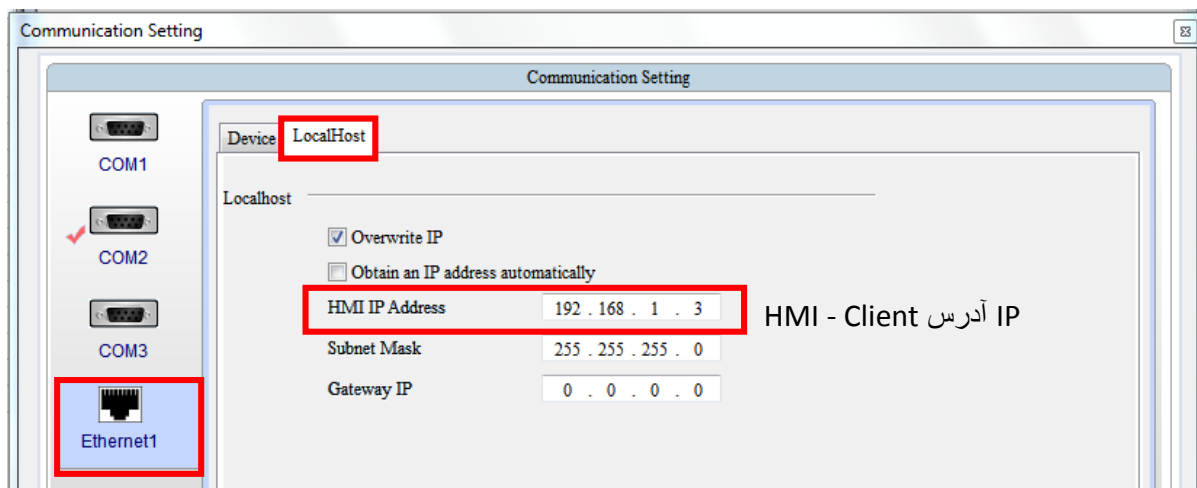 Communication Setting
Communication Setting
COM1
COM2
COM3
Ethernet1
Device LocalHost
Localhost
Overwrite IP
Obtain an IP address automatically
HMI IP Address 192 . 168 . 1 . 3
IP آدرس HMI - Client
Subnet Mask 255 . 255 . 255 . 0
Gateway IP 0 . 0 . 0 . 0